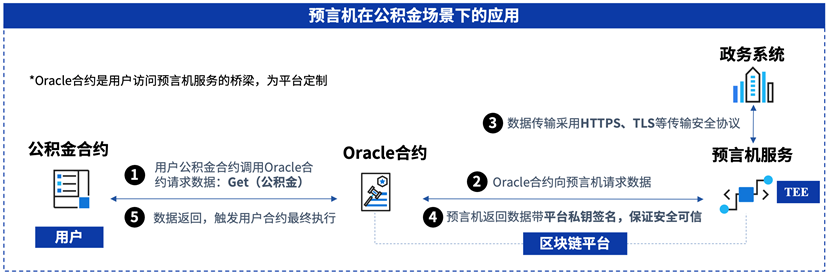 预言机在公积金场景下的应用
*Oracle合约是用户访问预言机服务的桥梁，为平台定制
政务系统
3 数据传输采用HTTPS、TLS等传输安全协议
公积金合约
Oracle合约
预言机服务
1 用户公积金合约调用Oracle合
约请求数据：Get（公积金）
2 Oracle合约向预言机请求数据
TEE
5 数据返回，触发用户合约最终执行
4 预言机返回数据带平台私钥签名，保证安全可信
用户
区块链平台